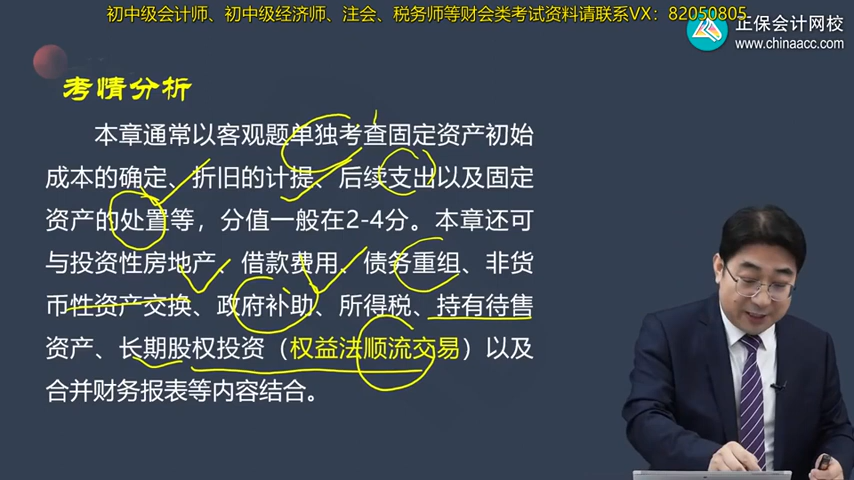 初中级会计师、初中级经济师、注会、税务师等财会类考试资料请联系VX：82050805
正保会计网校
www.chinaacc.com
考情分析
本章通常以客观题单独考查固定资产初始
成本的确定、折旧的计提、后续支出以及固定
资产的处置等，分值一般在2-4分。本章还可
与投资性房地产、借款费用、债务重组、非货
币性资产交换、政府补助、所得税、持有待售
资产、长期股权投资（权益法顺流交易）以及
合并财务报表等内容结合。